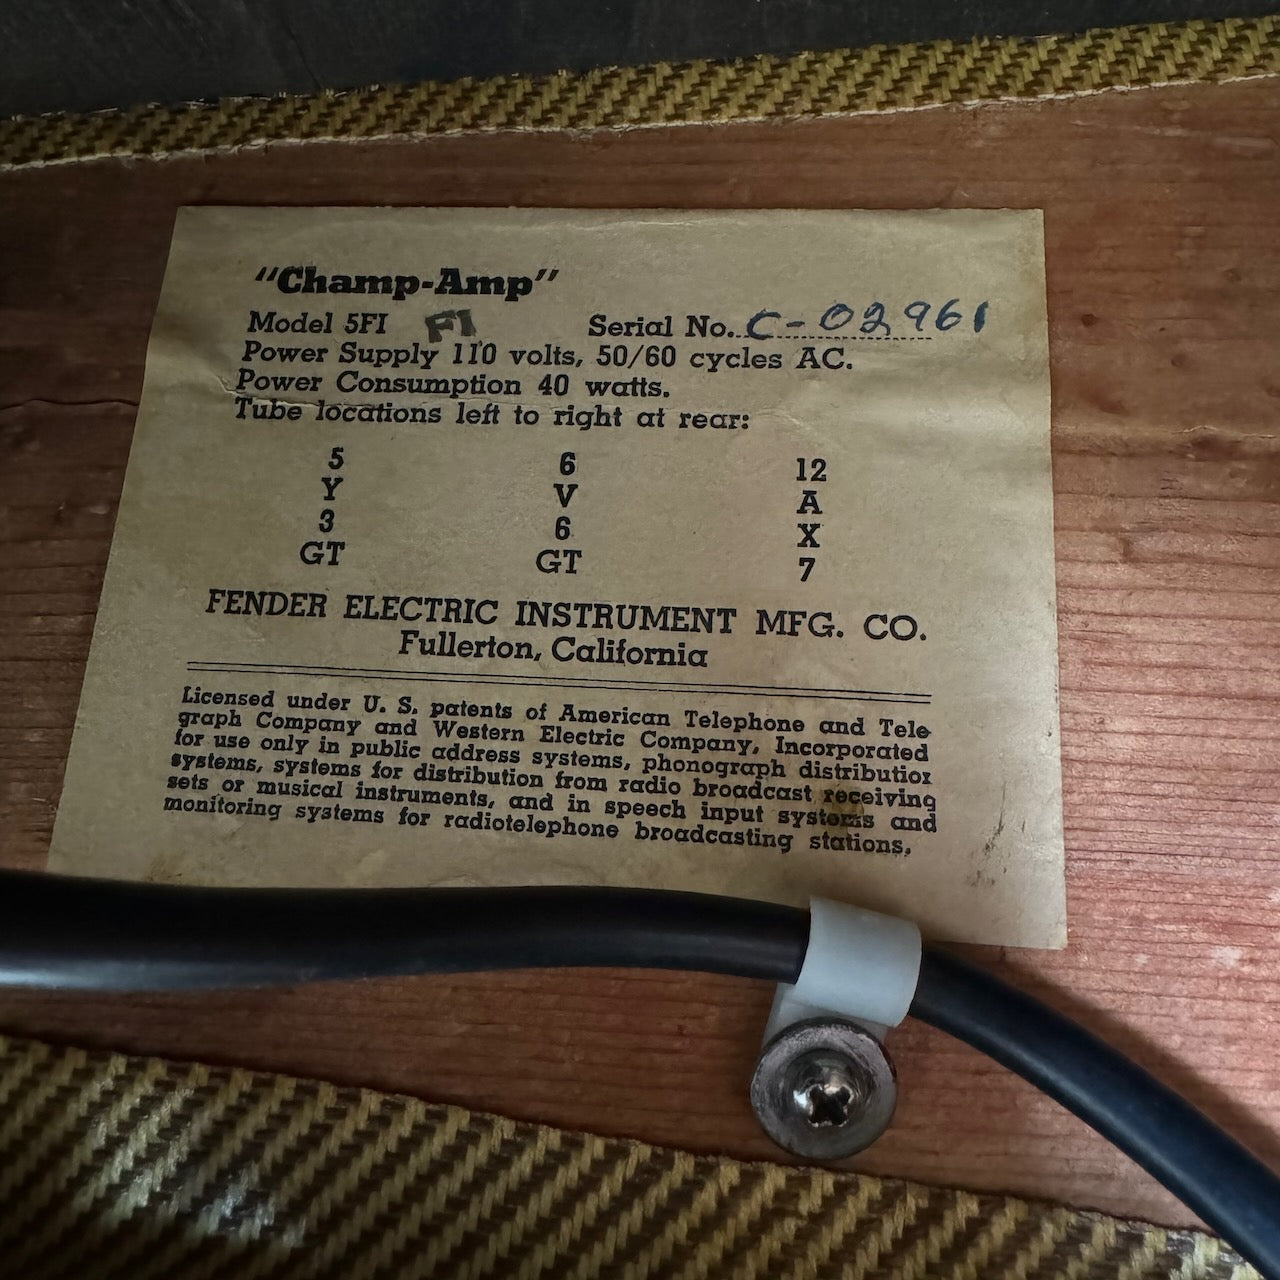 "Champ-Amp"
Model 5FI FI Serial No. C-02961
Power Supply 110 volts, 50/60 cycles AC.
Power Consumption 40 watts.
Tube locations left to right at rear:
5 6 12
Y V A
3 6 X
GT GT 7
FENDER ELECTRIC INSTRUMENT MFG. CO.
Fullerton, California
Licensed under U. S. patents of American Telephone and Tele-
graph Company and Western Electric Company, Incorporated
for use only in public address systems, phonograph distribution
systems, systems for distribution from radio broadcast receiving
sets or musical instruments, and in speech input systems and
monitoring systems for radiotelephone broadcasting stations.